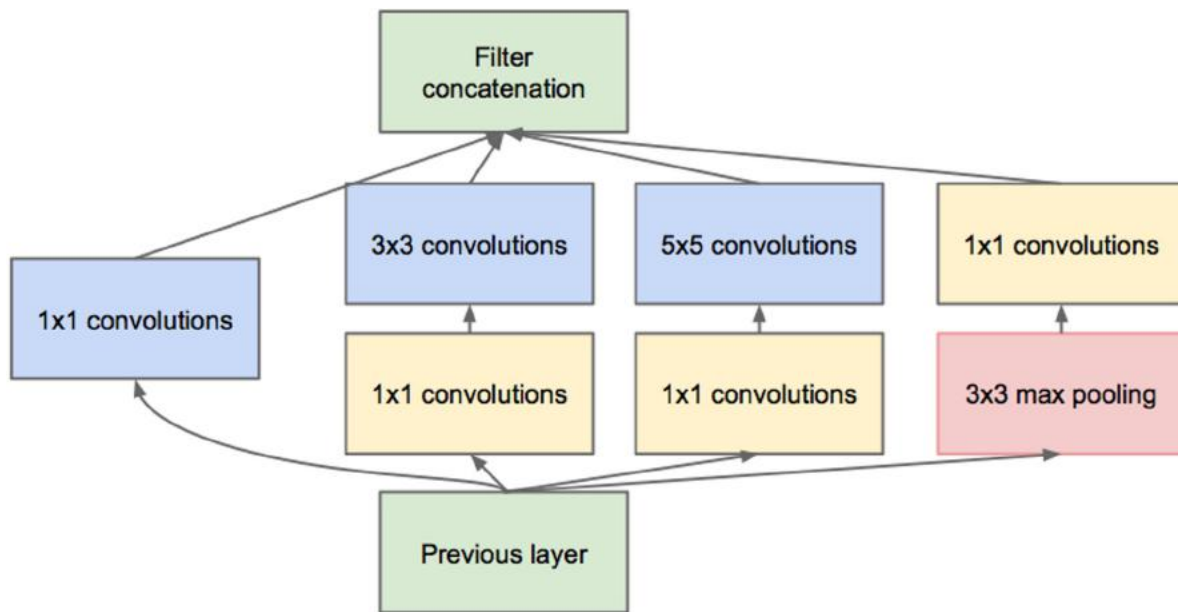 Filter
concatenation
3x3 convolutions
5x5 convolutions
1x1 convolutions
1x1 convolutions
1x1 convolutions
1x1 convolutions
3x3 max pooling
Previous layer